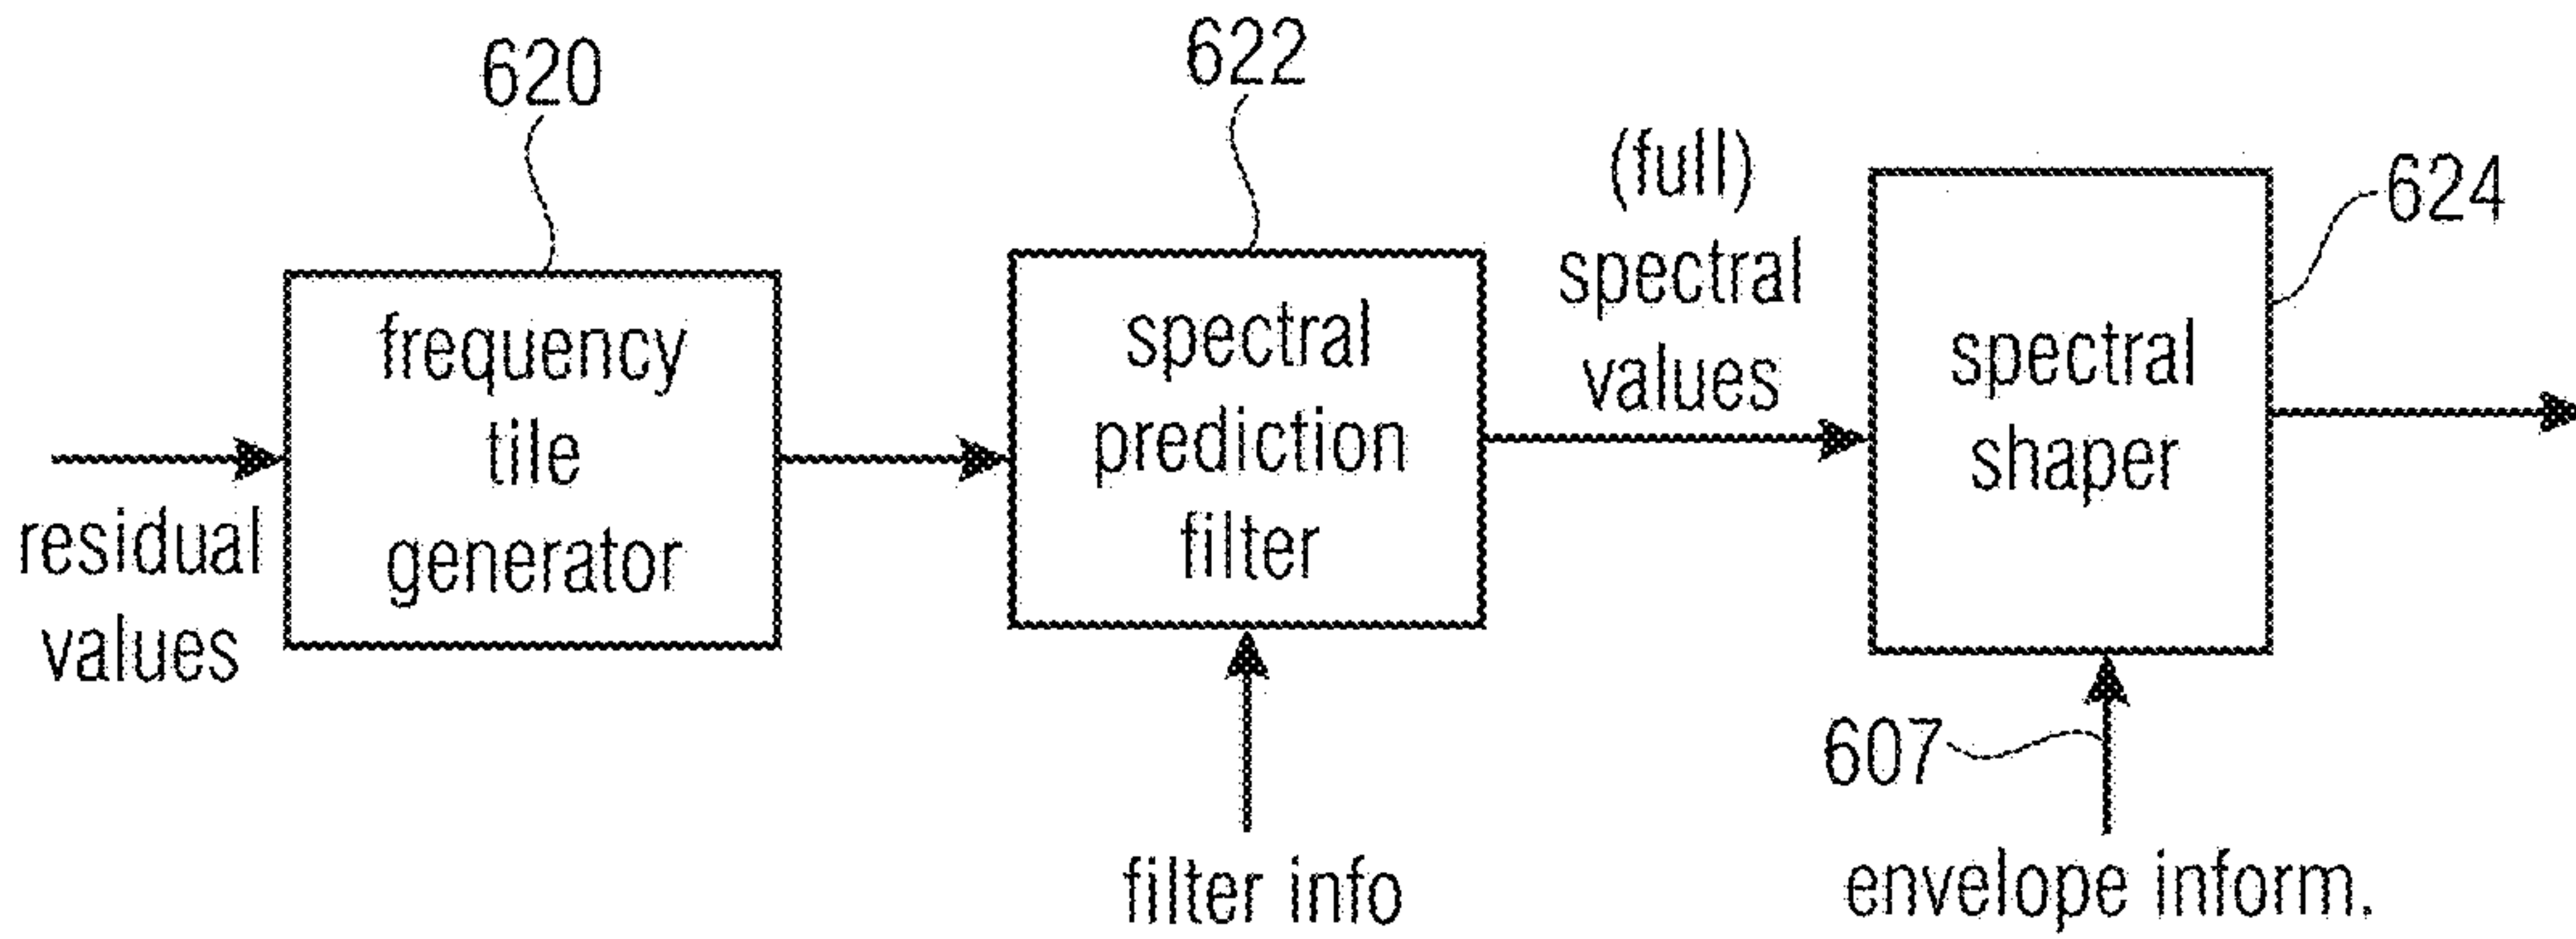 620
622
(full)
spectral
values
624
frequency
tile
generator
spectral
prediction
filter
spectral
shaper
residual
values
607
filter info
envelope inform.